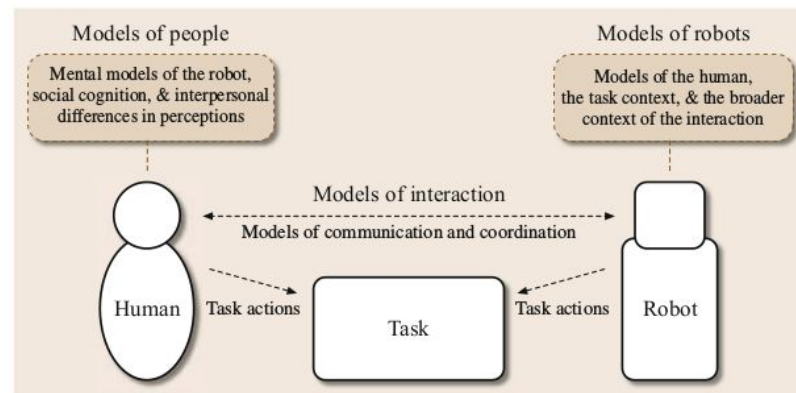 Models of people
Mental models of the robot,
social cognition, & interpersonal
differences in perceptions
Models of robots
Models of the human,
the task context, & the broader
context of the interaction
Models of interaction
Models of communication and coordination
Human
Task actions
Task
Task actions
Robot